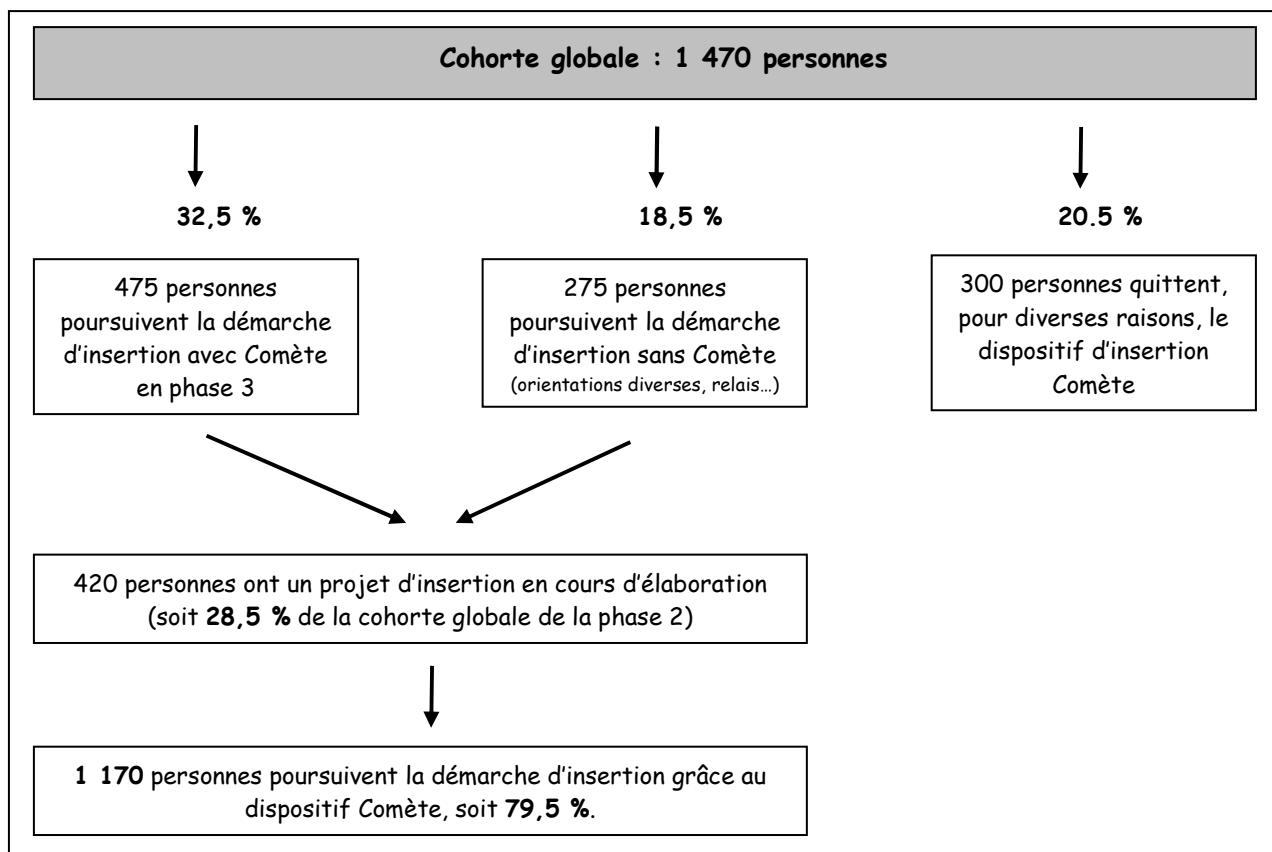 Cohorte globale : 1 470 personnes
32,5 %
18,5 %
20.5 %
475 personnes
poursuivent la démarche
d'insertion avec Comète
en phase 3
275 personnes
poursuivent la démarche
d'insertion sans Comète
(orientations diverses, relais…)
300 personnes quittent,
pour diverses raisons, le
dispositif d'insertion
Comète
420 personnes ont un projet d'insertion en cours d'élaboration
(soit 28,5 % de la cohorte globale de la phase 2)
1 170 personnes poursuivent la démarche d'insertion grâce au
dispositif Comète, soit 79,5 %.